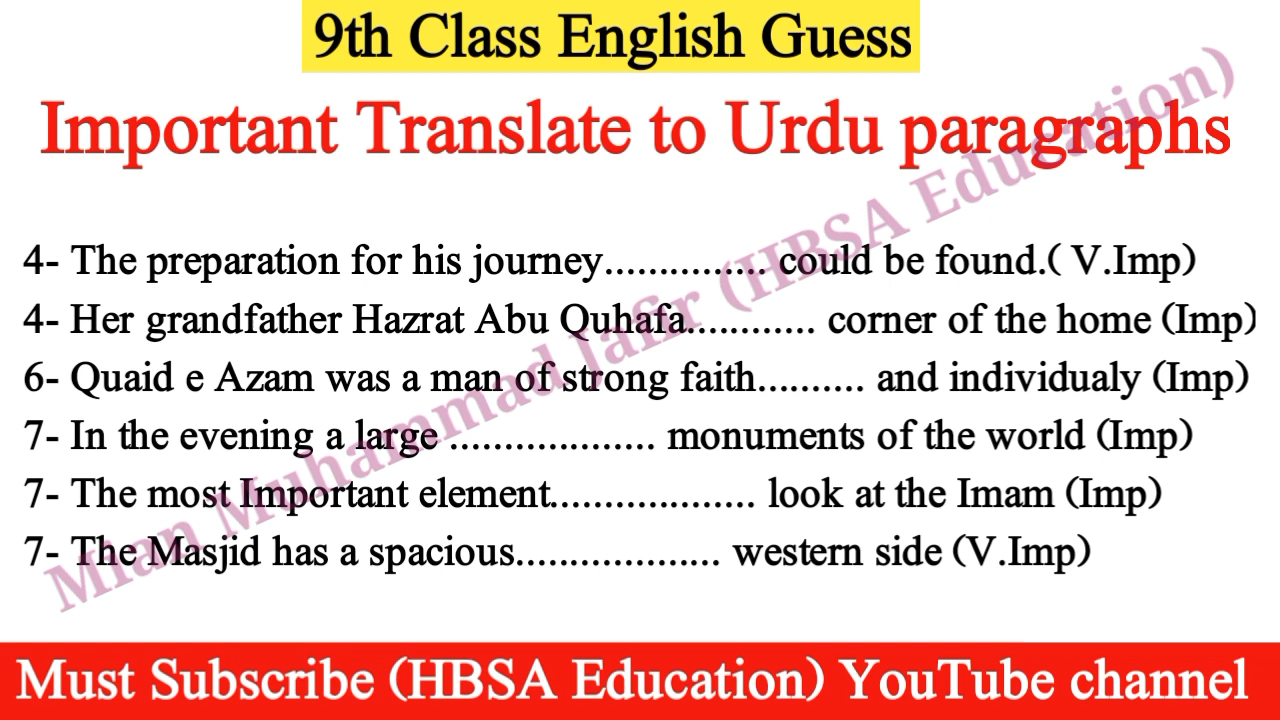 9th Class English Guess
Important Translate to Urdu paragraphs
4- The preparation for his journey............... could be found.( V.Imp)
4- Her grandfather Hazrat Abu Quhafa............ corner of the home (Imp)
6- Quaid e Azam was a man of strong faith.......... and individualy (Imp)
7- In the evening a large ................... monuments of the world (Imp)
7- The most Important element................... look at the Imam (Imp)
7- The Masjid has a spacious................... western side (V.Imp)
Mian Muhammad Jafir (HBSA Education)
Must Subscribe (HBSA Education) YouTube channel